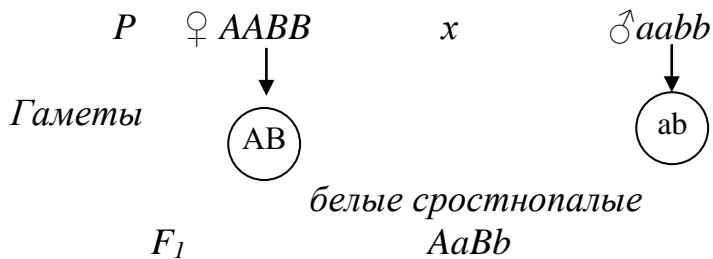 P ♀ AABB x ♂aabb
Гаметы AB ab
белые сростнопалые
F₁ AaBb